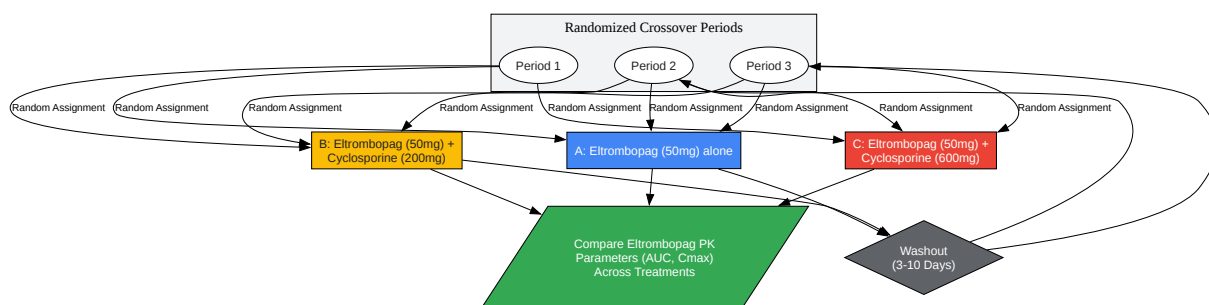 Randomized Crossover Periods
Period 1
Period 2
Period 3
Random Assignment
Random Assignment
Random Assignment
Random Assignment
Random Assignment
Random Assignment
Random Assignment
Random Assignment
B: Eltrombopag (50mg) +
Cyclosporine (200mg)
A: Eltrombopag (50mg) alone
C: Eltrombopag (50mg) +
Cyclosporine (600mg)
Compare Eltrombopag PK
Parameters (AUC, Cmax)
Across Treatments
Washout
(3-10 Days)